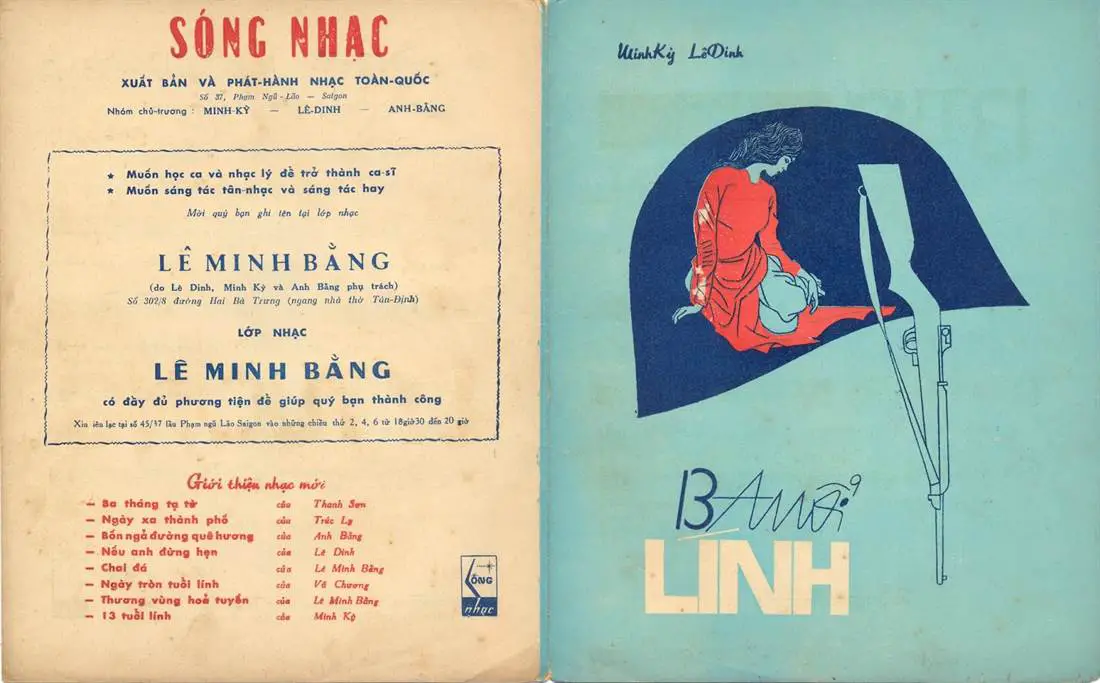 SÓNG NHẠC
XUẤT BẢN VÀ PHÁT-HÀNH NHẠC TOÀN-QUỐC
Số 37, Phạm Ngũ-Lão — Saigon
Nhóm chủ-trương : MINH-KỲ — LÊ-DINH — ANH-BẰNG
★ Muốn học ca và nhạc lý để trở thành ca-sĩ
★ Muốn sáng tác tân-nhạc và sáng tác hay
Mời quý bạn ghi tên tại lớp nhạc
LÊ MINH BẰNG
(do Lê Dinh, Minh Kỳ và Anh Bằng phụ trách)
Số 302/8 đường Hai Bà Trưng (ngang nhà thờ Tân-Định)
LỚP NHẠC
LÊ MINH BẰNG
có đầy đủ phương tiện để giúp quý bạn thành công
Xin liên lạc tại số 45/37 Phạm ngũ Lão Saigon vào những chiều thứ 2, 4, 6 từ 18giờ30 đến 20 giờ
Giới thiệu nhạc mới
— Ba tháng tạ từ của Thanh Sơn
— Ngày xa thành phố của Trúc Ly
— Bốn ngả đường quê hương của Anh Bằng
— Nếu anh đừng hẹn của Lê Dinh
— Chai đá của Lê Minh Bằng
— Ngày tròn tuổi lính của Vũ Chương
— Thương vùng hoả tuyến của Lê Minh Bằng
— 13 tuổi lính của Minh Kỳ
Sóng nhạc
Minh Kỳ Lê Dinh
LÍNH